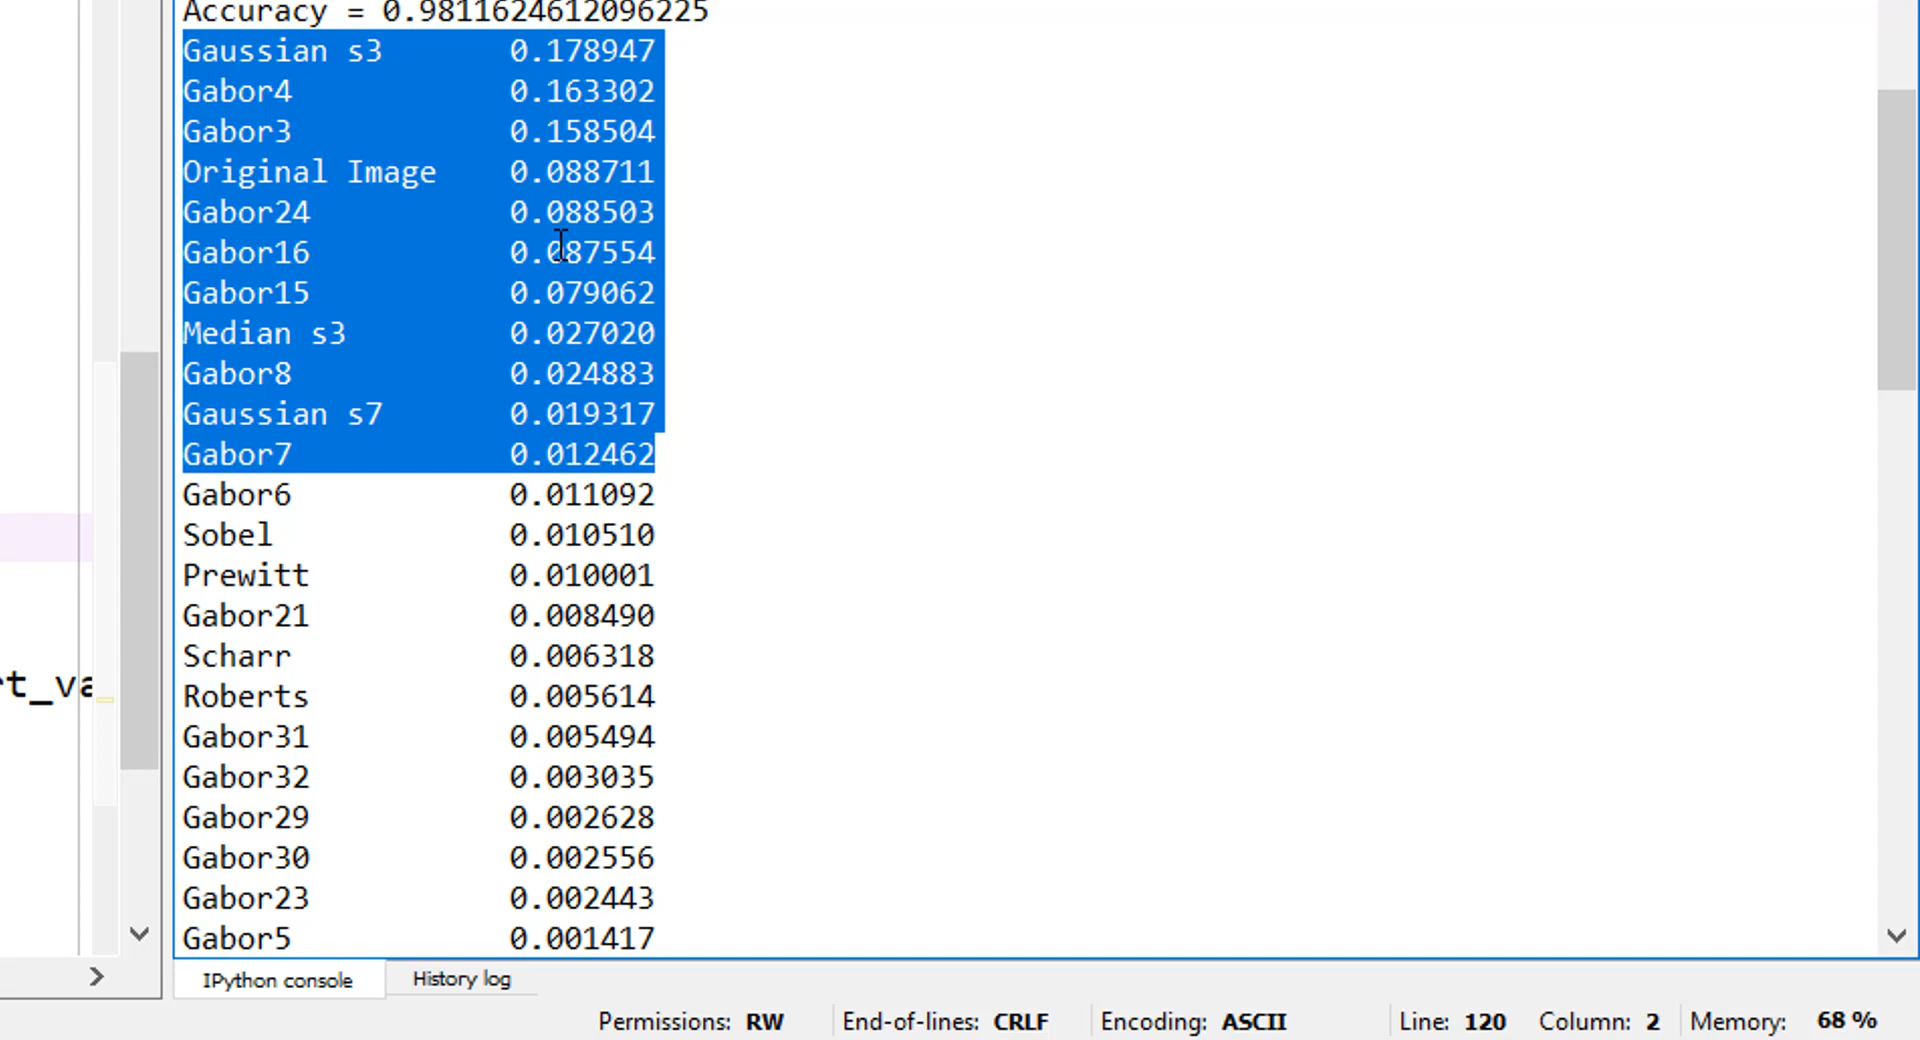 Accuracy = 0.9811624612096225
Gaussian s3 0.178947
Gabor4 0.163302
Gabor3 0.158504
Original Image 0.088711
Gabor24 0.088503
Gabor16 0.087554
Gabor15 0.079062
Median s3 0.027020
Gabor8 0.024883
Gaussian s7 0.019317
Gabor7 0.012462
Gabor6 0.011092
Sobel 0.010510
Prewitt 0.010001
Gabor21 0.008490
Scharr 0.006318
rt_va
Roberts 0.005614
Gabor31 0.005494
Gabor32 0.003035
Gabor29 0.002628
Gabor30 0.002556
Gabor23 0.002443
Gabor5 0.001417
IPython console History log
Permissions: RW End-of-lines: CRLF Encoding: ASCII Line: 120 Column: 2 Memory: 68 %